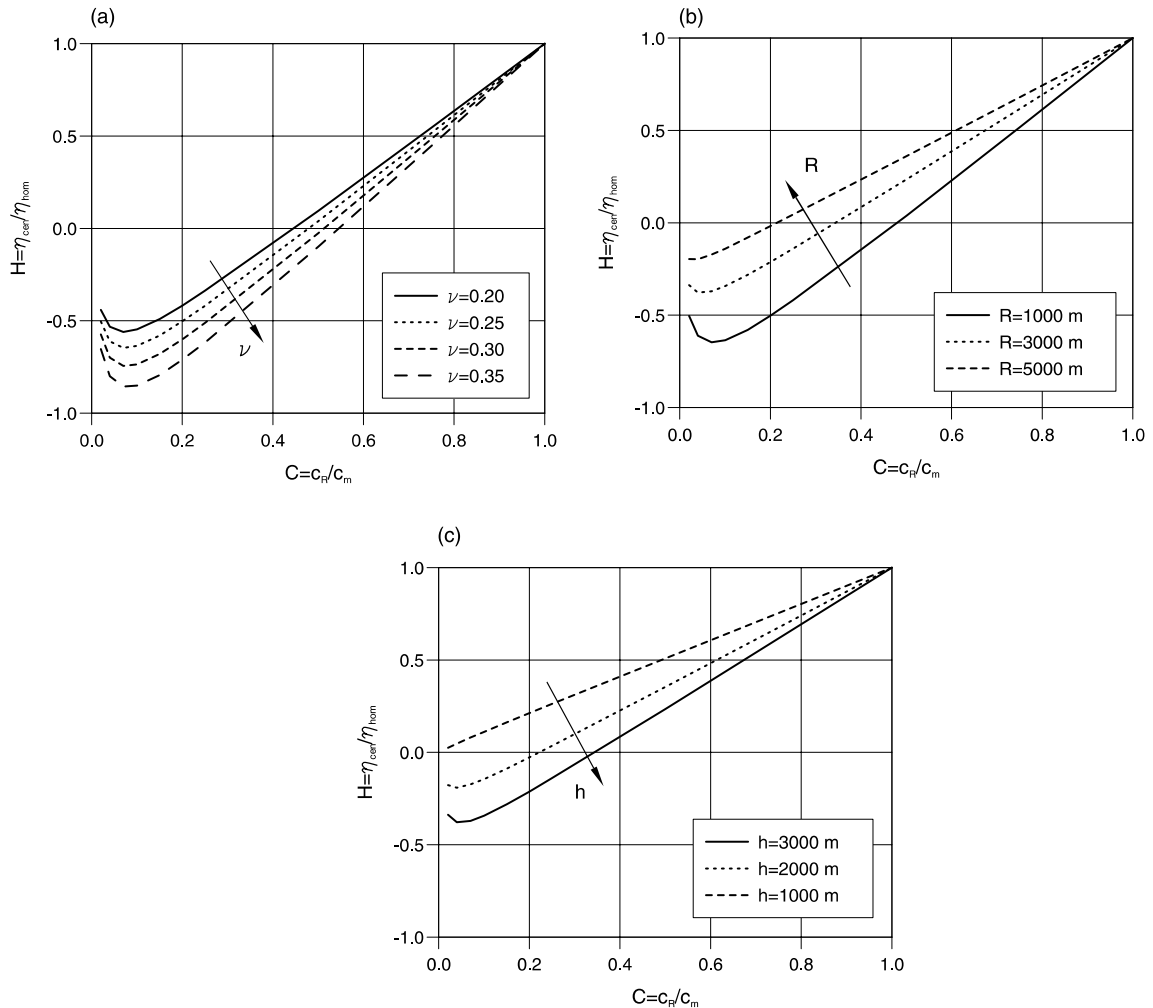 (a)
1.0
0.5
0.0
-0.5
-1.0
H=η_cen/η_hom
ν
ν=0.20
ν=0.25
ν=0.30
ν=0.35
0.0 0.2 0.4 0.6 0.8 1.0
C=c_R/c_m
(b)
1.0
0.5
0.0
-0.5
-1.0
H=η_cen/η_hom
R
R=1000 m
R=3000 m
R=5000 m
0.0 0.2 0.4 0.6 0.8 1.0
C=c_R/c_m
(c)
1.0
0.5
0.0
-0.5
-1.0
H=η_cen/η_hom
h
h=3000 m
h=2000 m
h=1000 m
0.0 0.2 0.4 0.6 0.8 1.0
C=c_R/c_m